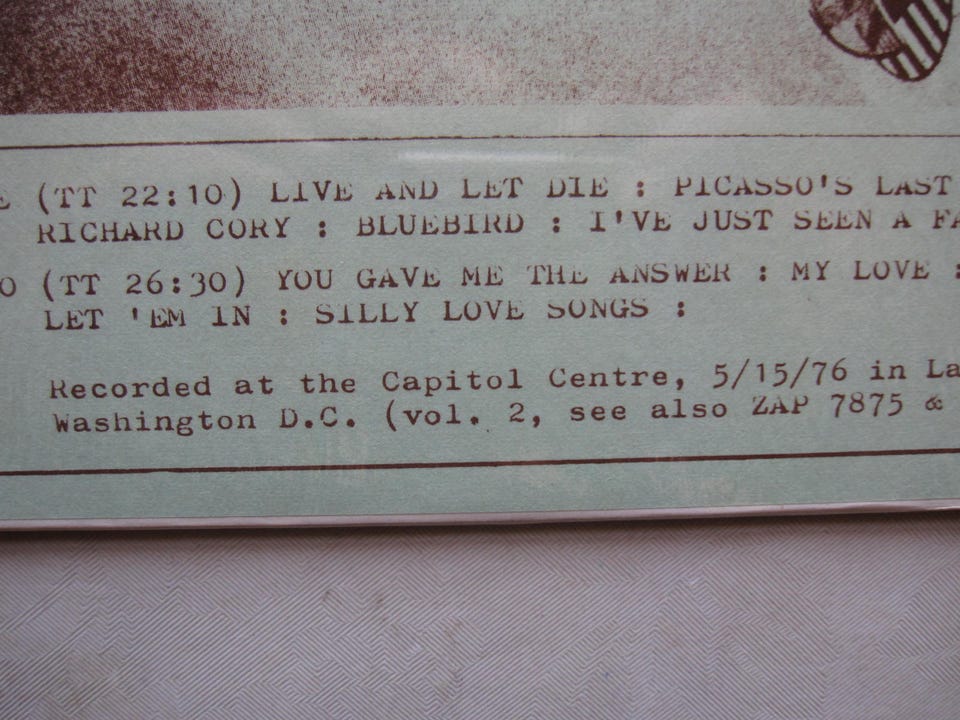 E (TT 22:10) LIVE AND LET DIE : PICASSO'S LAST
RICHARD CORY : BLUEBIRD : I'VE JUST SEEN A FA
O (TT 26:30) YOU GAVE ME THE ANSWER : MY LOVE :
LET 'EM IN : SILLY LOVE SONGS :
Recorded at the Capitol Centre, 5/15/76 in La
Washington D.C. (vol. 2, see also ZAP 7875 &